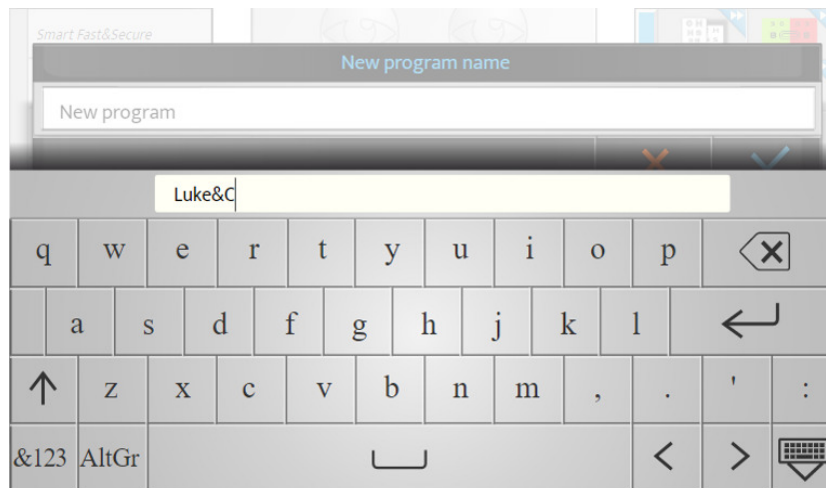 Smart Fast&Secure
New program name
New program
Luke&C
q w e r t y u i o p
a s d f g h j k l
z x c v b n m , . ' :
&123 AltGr < >